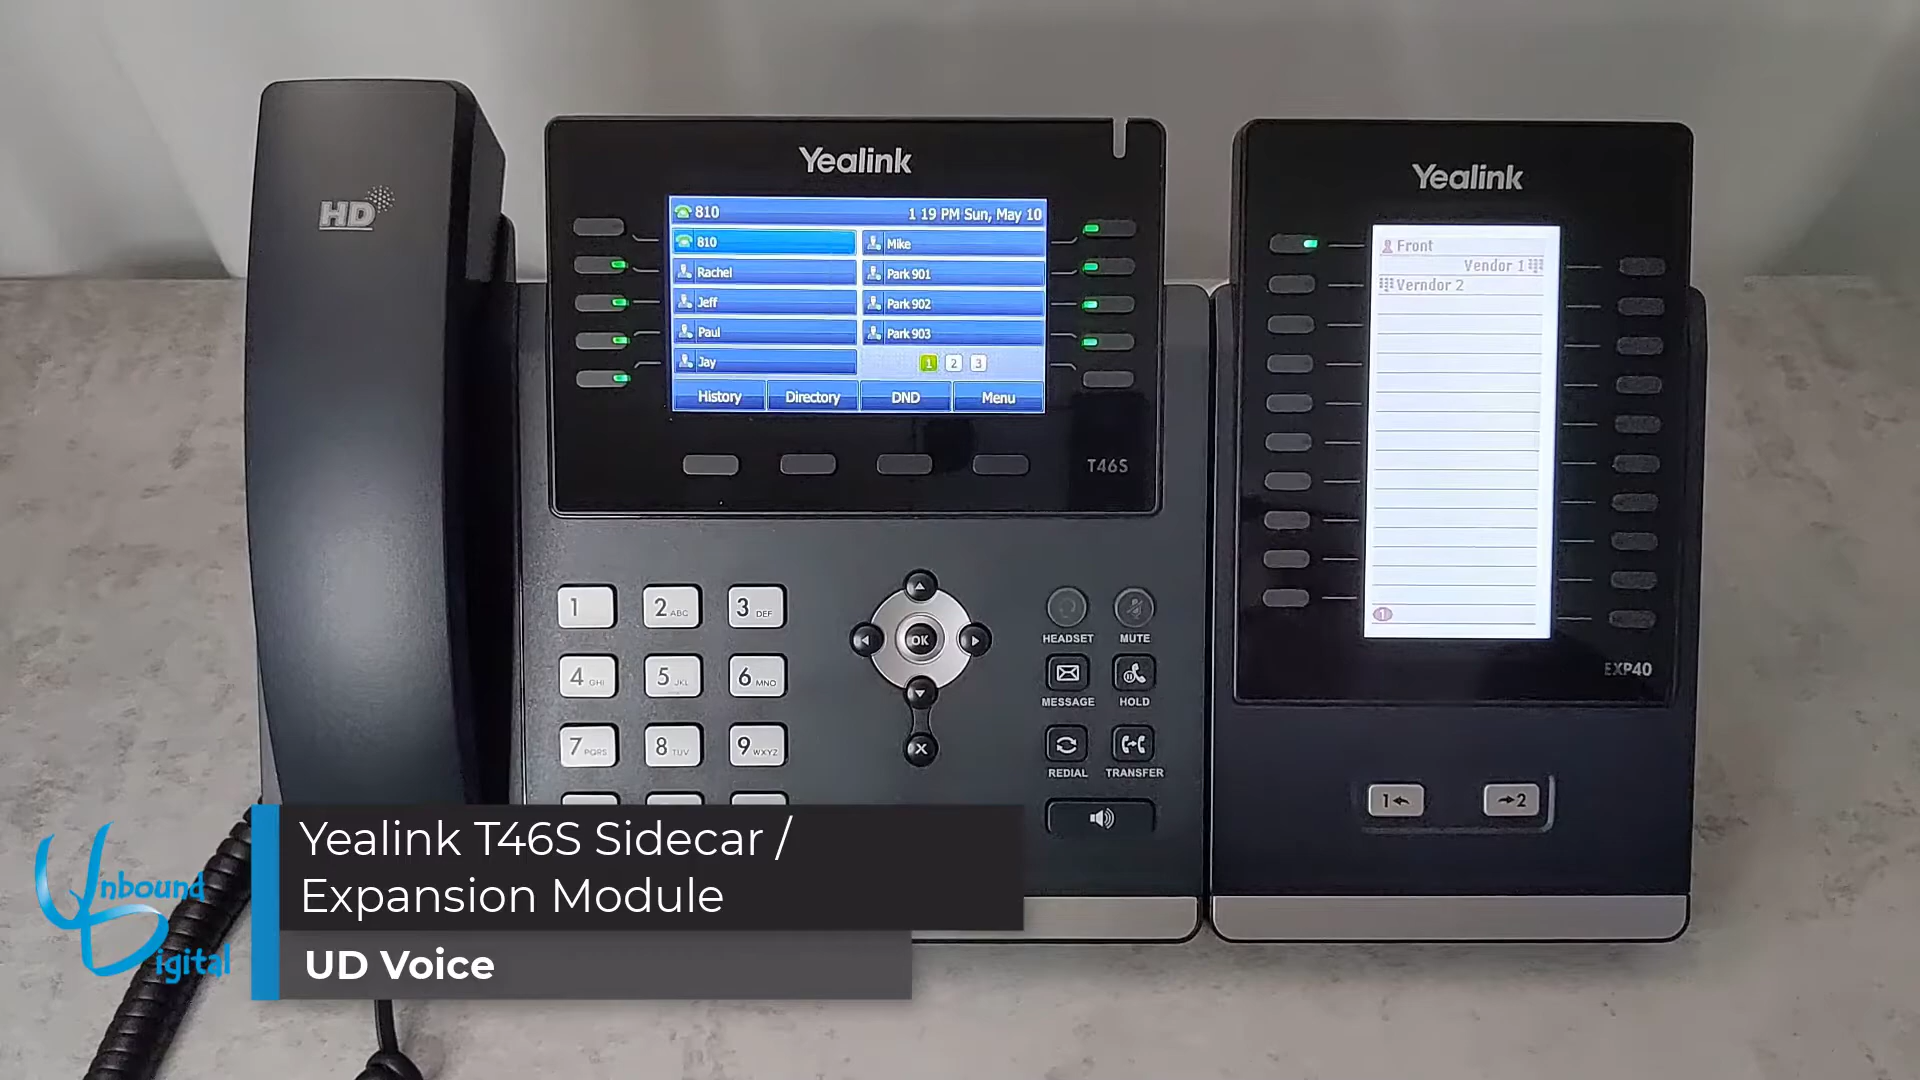 HD
Yealink
810
1 19 PM Sun, May 10
810
Mike
Rachel
Park 901
Jeff
Park 902
Paul
Park 903
Jay
1 2 3
History Directory DND Menu
T46S
Yealink
Front
Vendor 1
Verndor 2
1
EXP40
1 2 ABC 3 DEF
4 GHI 5 JKL 6 MNO
7 PQRS 8 TUV 9 WXYZ
OK
X
HEADSET MUTE
MESSAGE HOLD
REDIAL TRANSFER
1 2
Yealink T46S Sidecar /
Expansion Module
UD Voice
Unbound
Digital